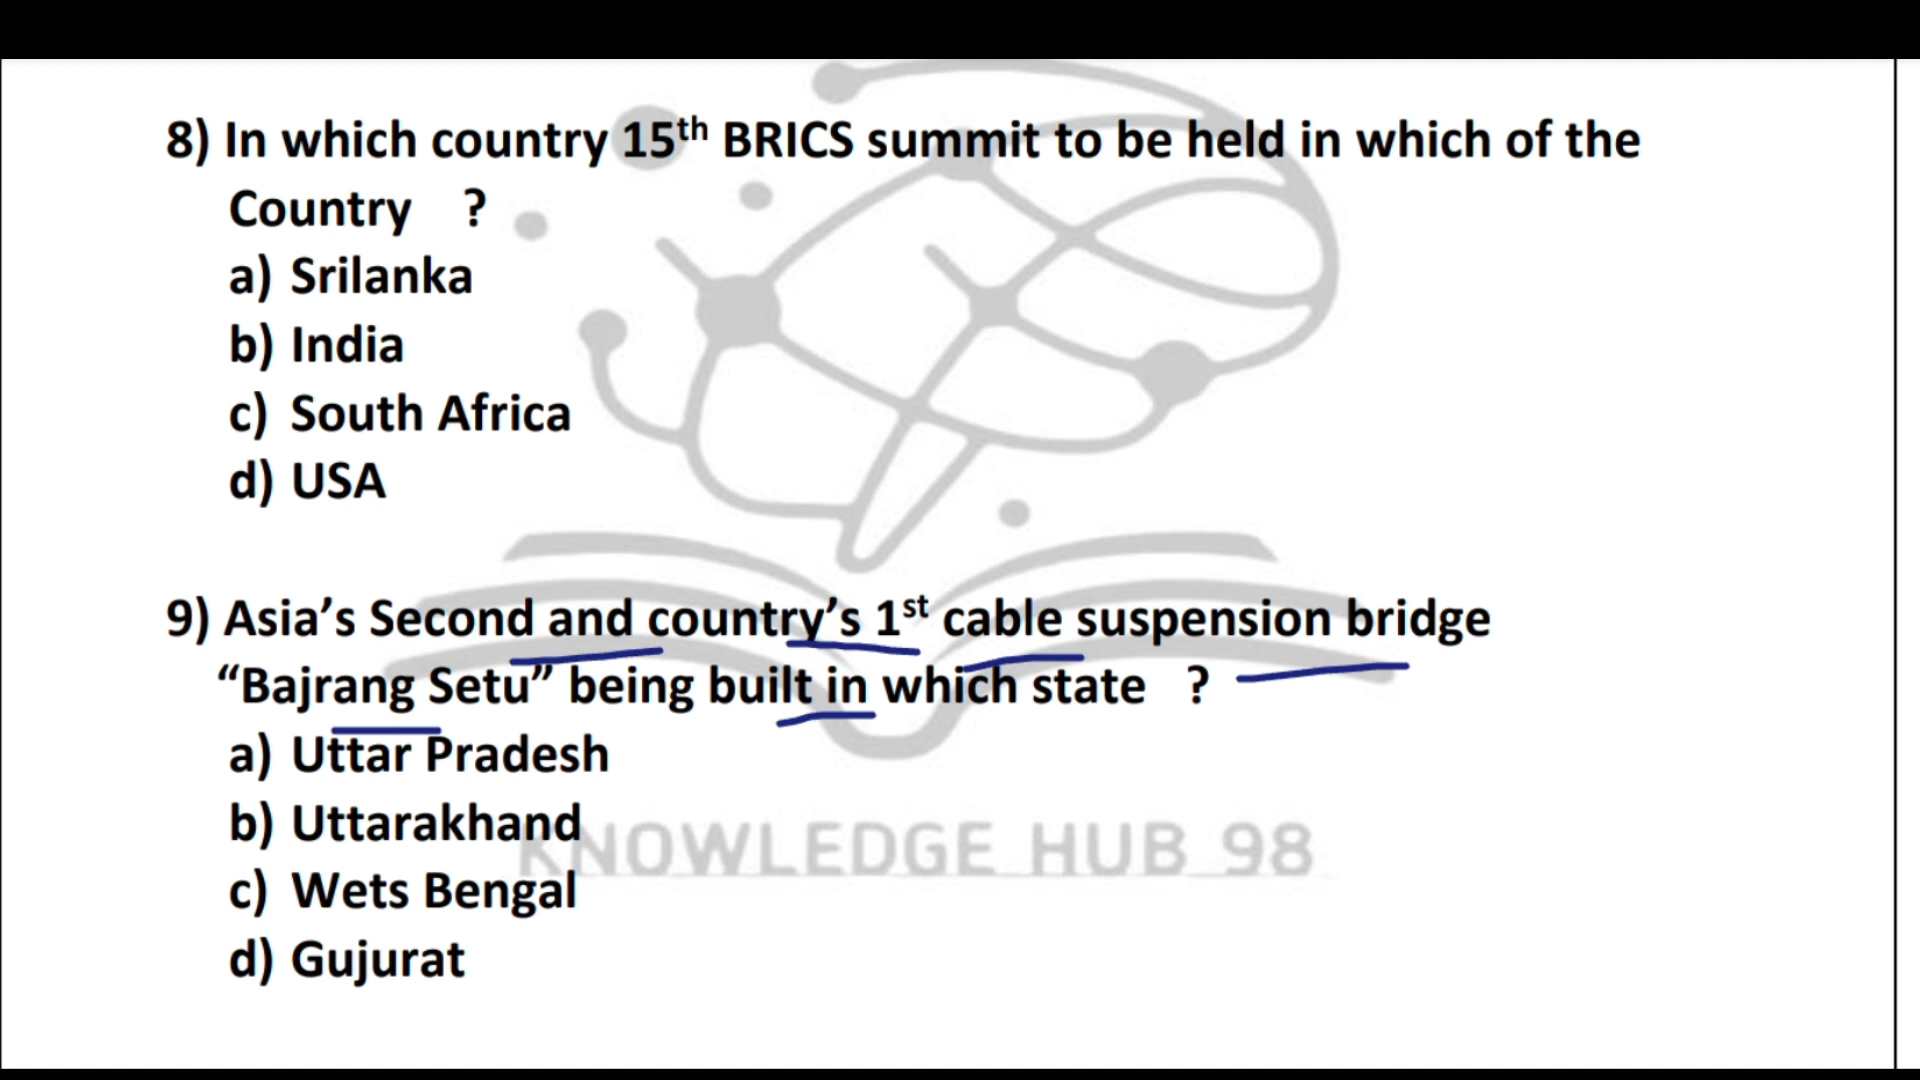 8) In which country 15th BRICS summit to be held in which of the
Country ?
a) Srilanka
b) India
c) South Africa
d) USA
9) Asia’s Second and country’s 1st cable suspension bridge
“Bajrang Setu” being built in which state ?
a) Uttar Pradesh
b) Uttarakhand
c) Wets Bengal
d) Gujurat
KNOWLEDGE HUB 98